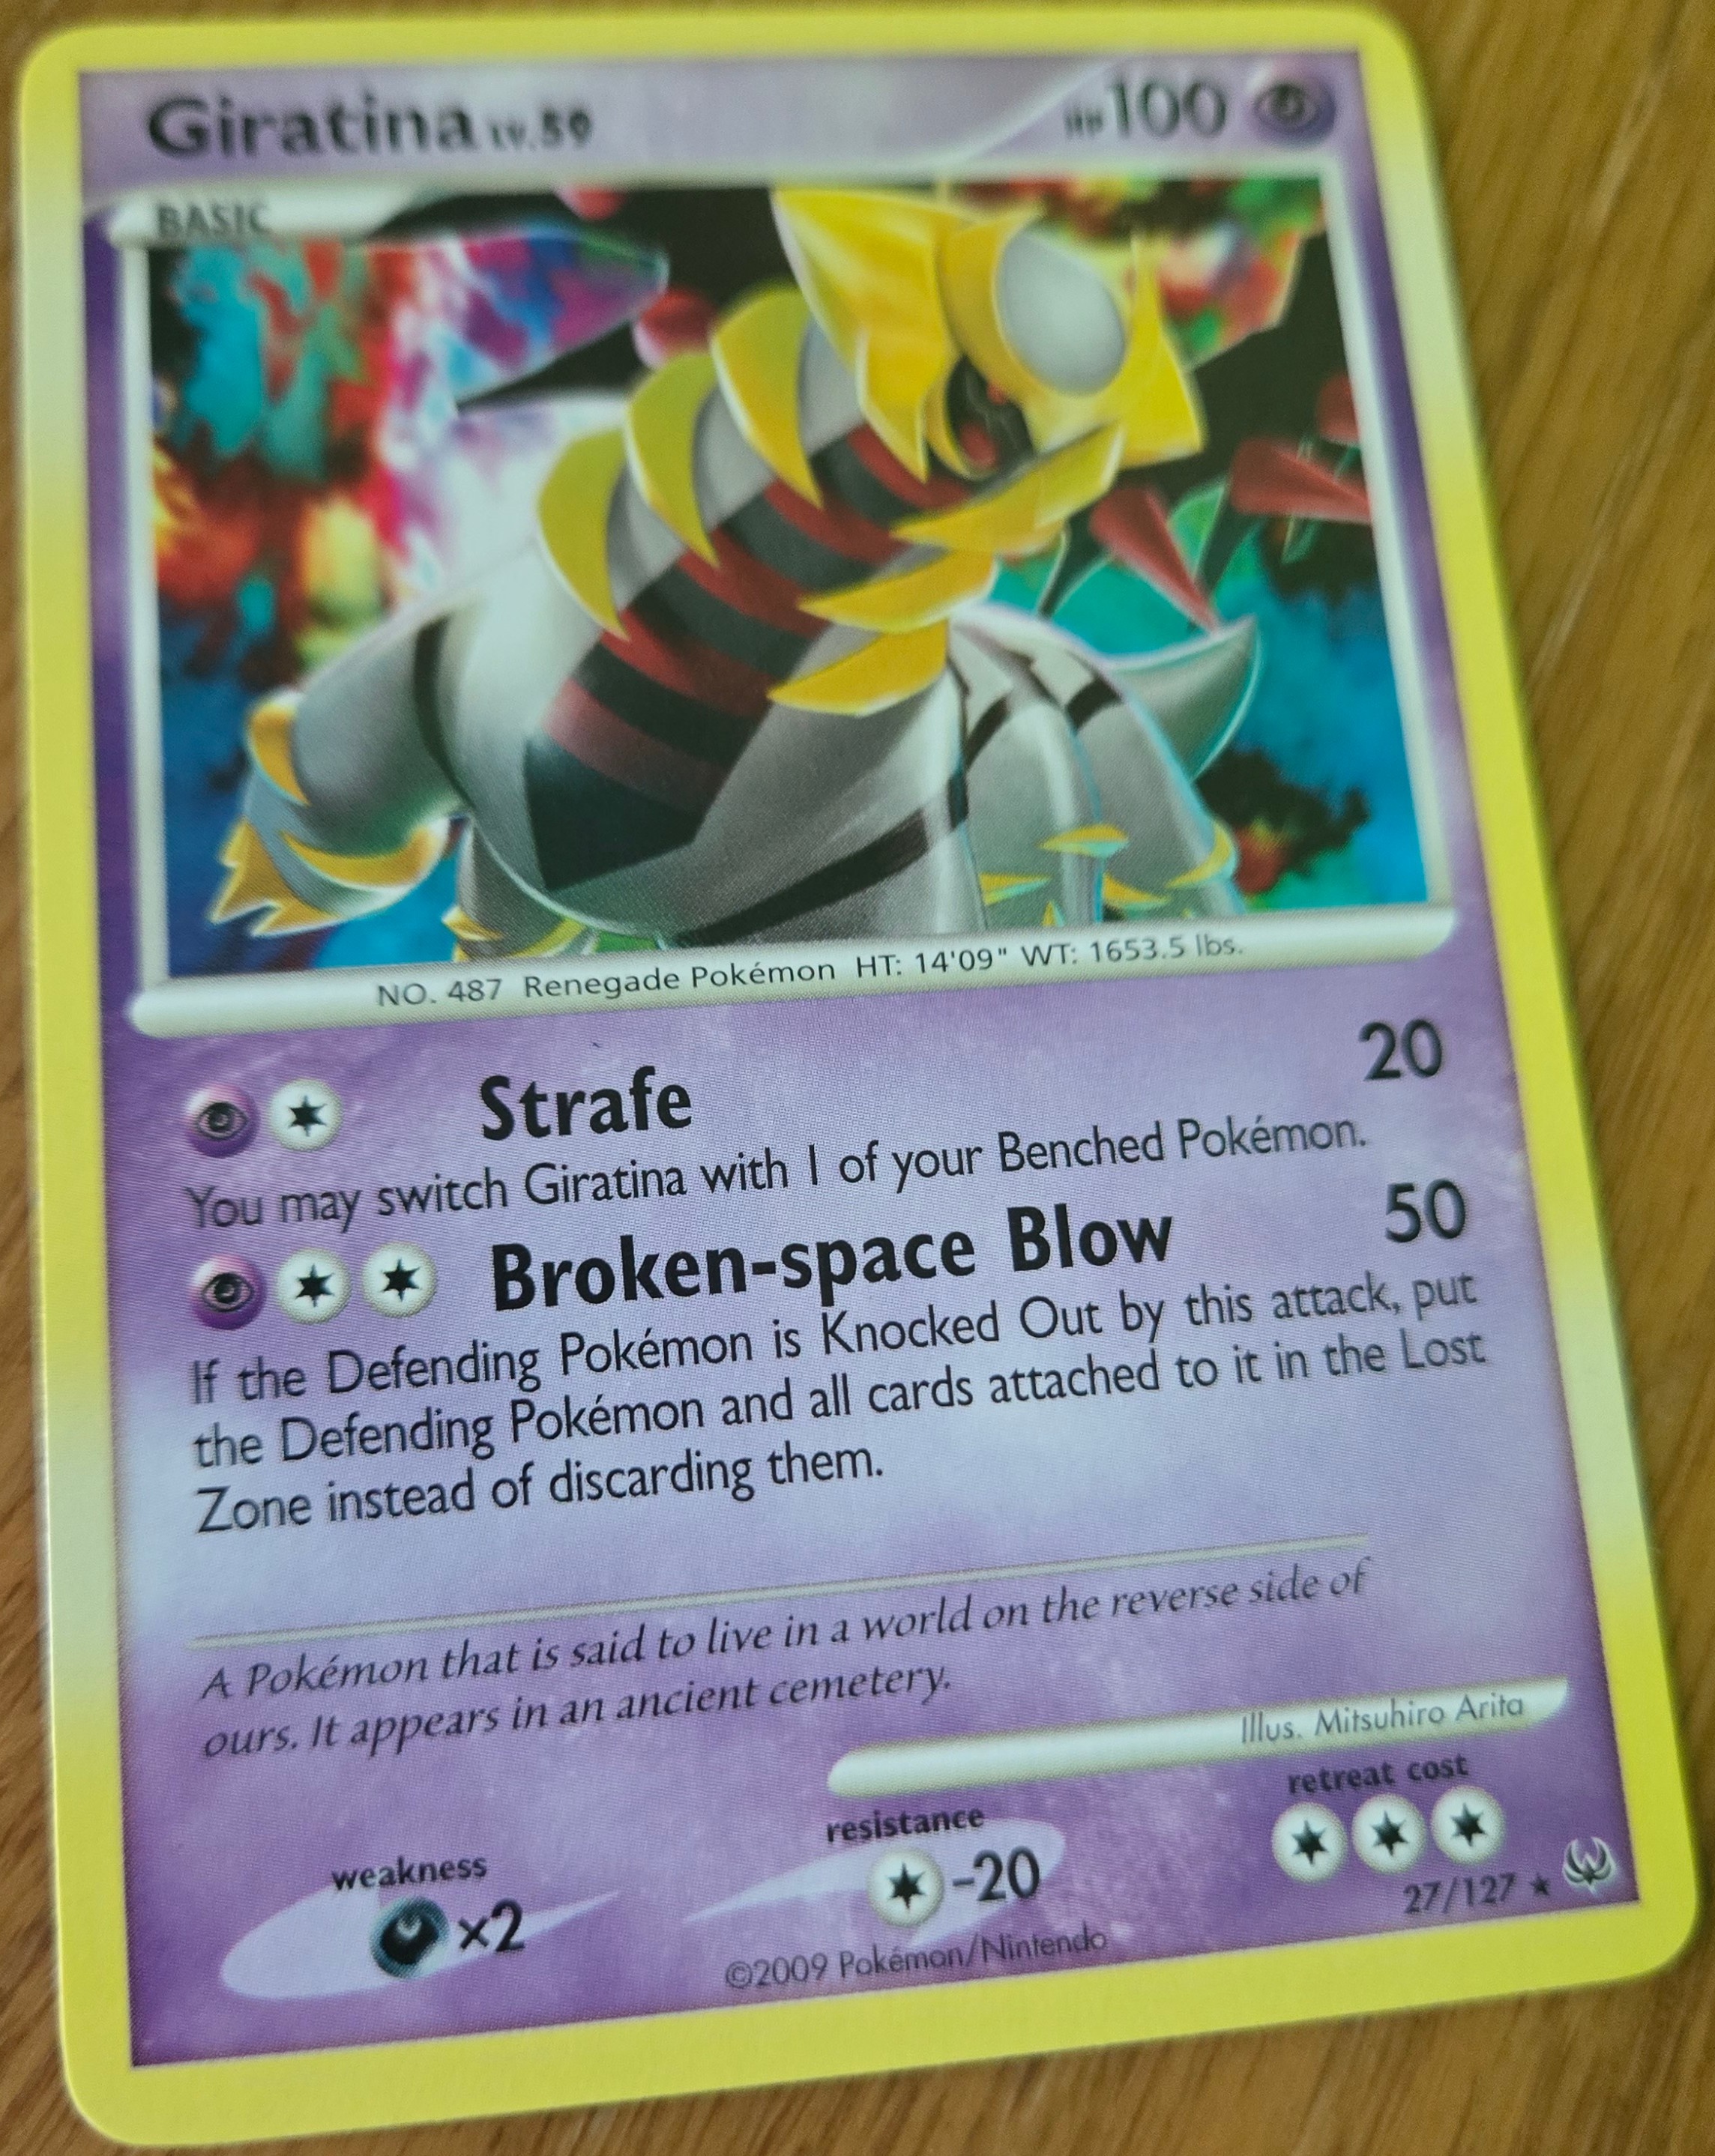 Giratina LV.59 HP100
BASIC
NO. 487 Renegade Pokémon HT: 14'09" WT: 1653.5 lbs.
Strafe 20
You may switch Giratina with 1 of your Benched Pokémon.
Broken-space Blow 50
If the Defending Pokémon is Knocked Out by this attack, put
the Defending Pokémon and all cards attached to it in the Lost
Zone instead of discarding them.
A Pokémon that is said to live in a world on the reverse side of
ours. It appears in an ancient cemetery.
Illus. Mitsuhiro Arita
weakness
x2
resistance
-20
retreat cost
27/127 ★
©2009 Pokémon/Nintendo